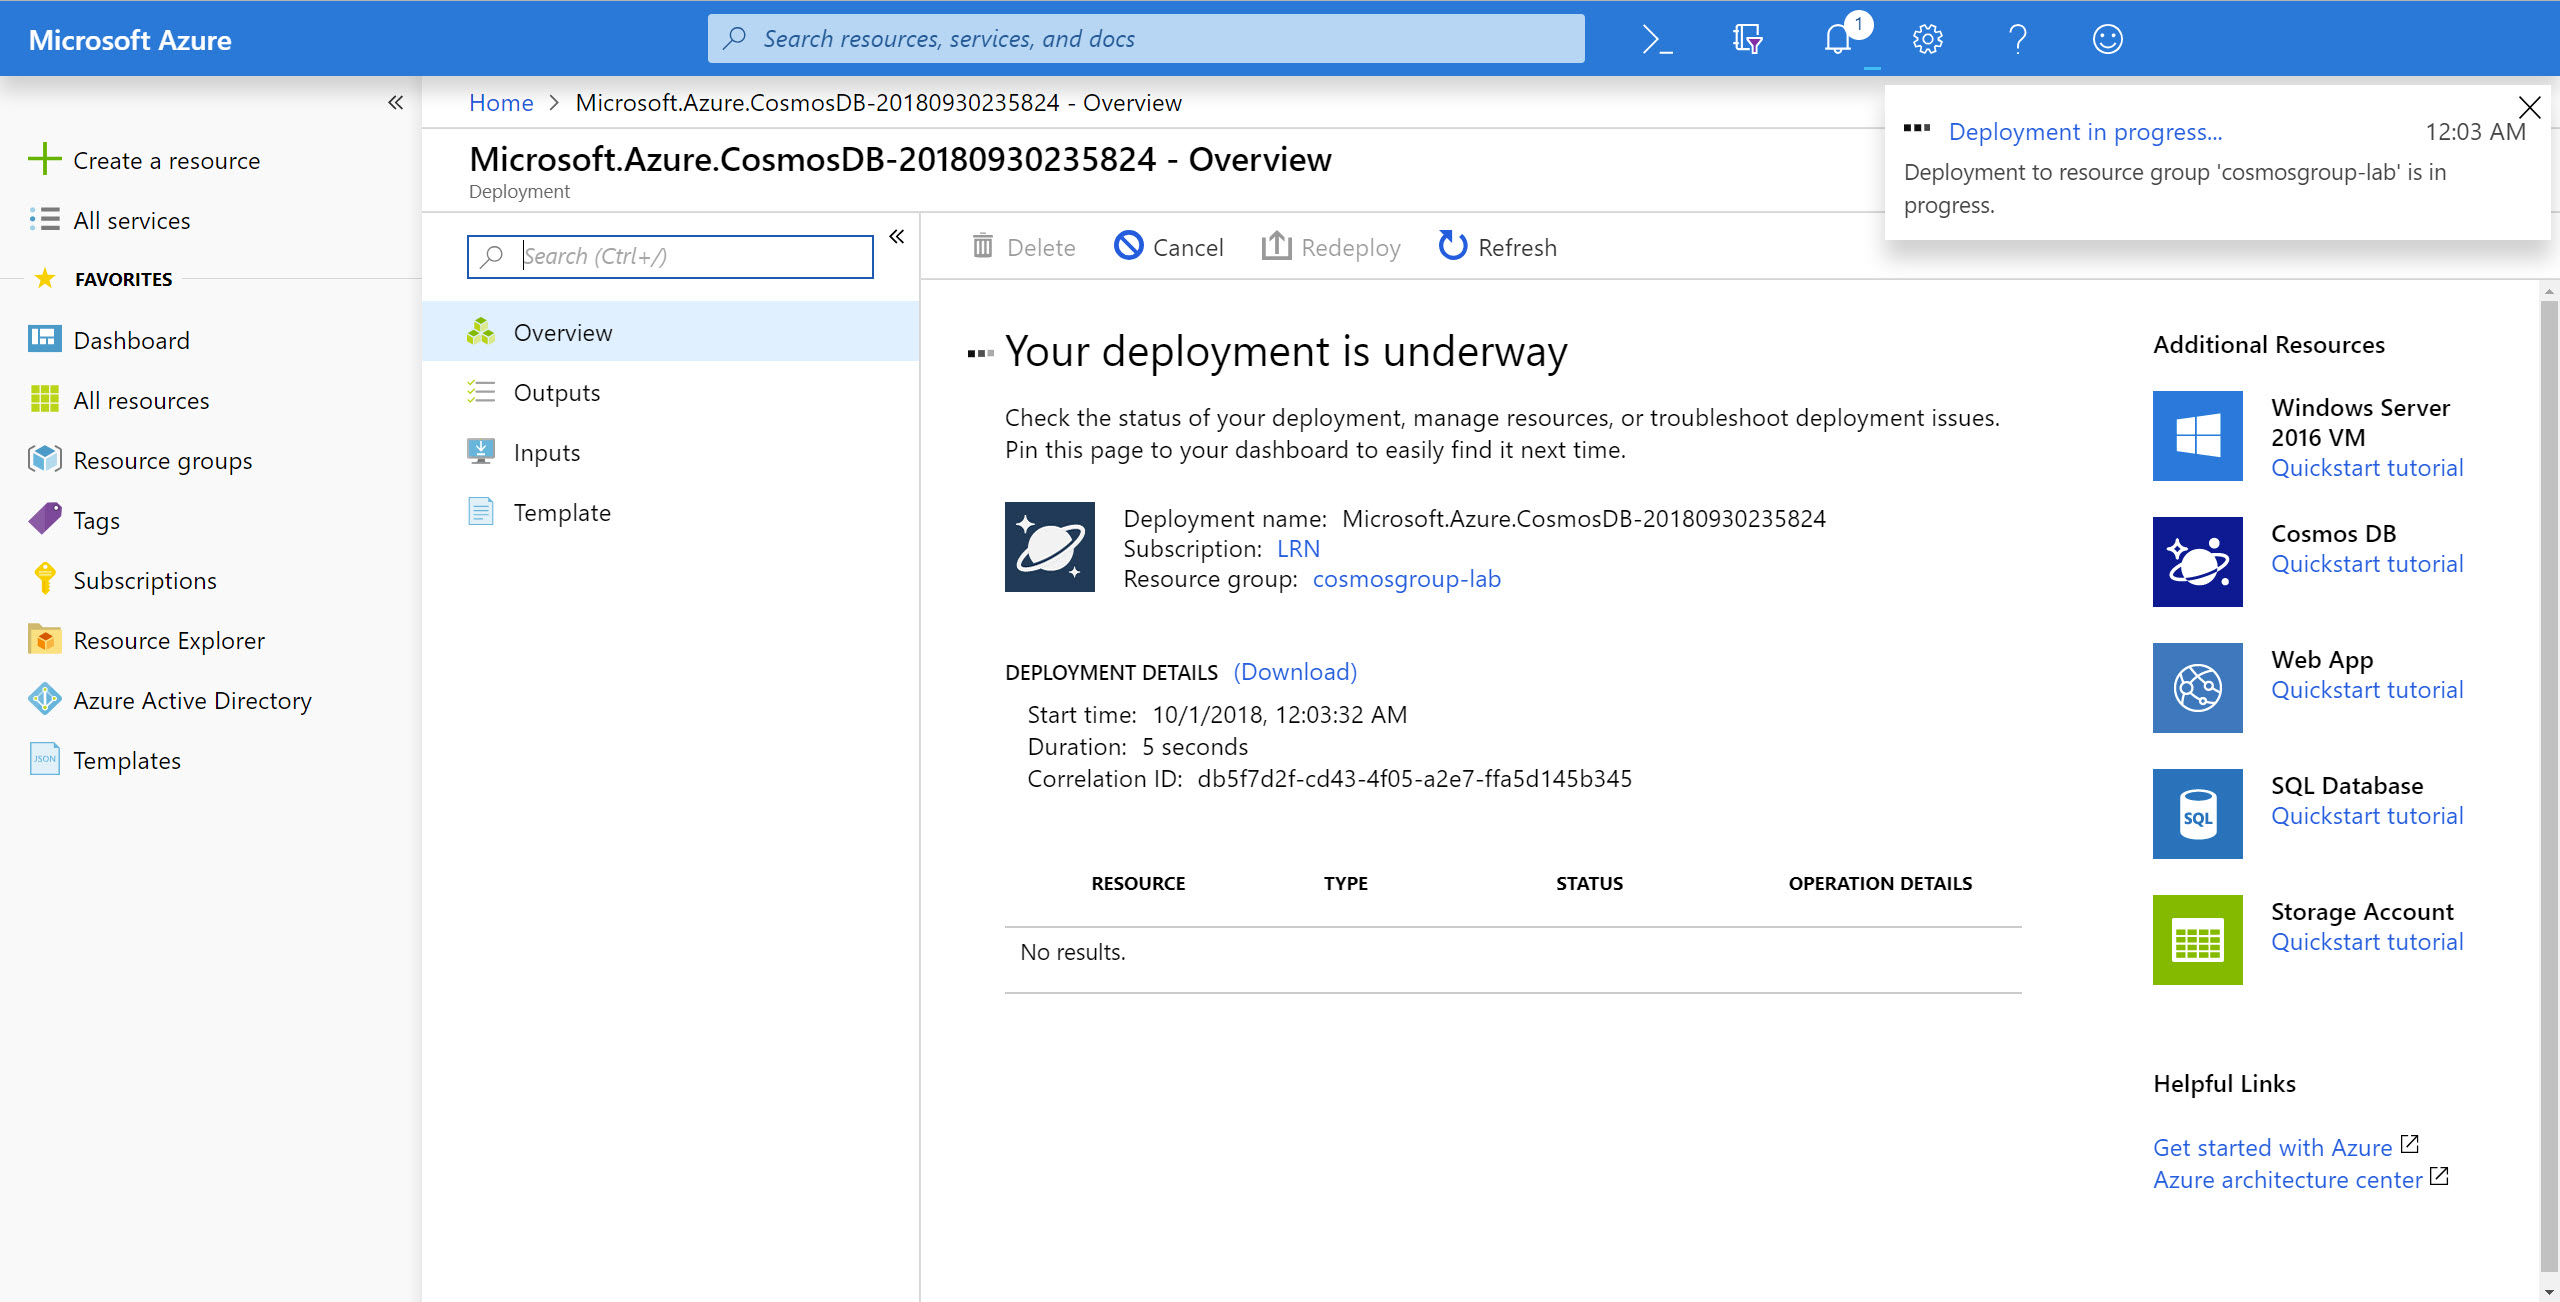 Microsoft Azure
Search resources, services, and docs
1
Home > Microsoft.Azure.CosmosDB-20180930235824 - Overview
Microsoft.Azure.CosmosDB-20180930235824 - Overview
Deployment
Deployment in progress... 12:03 AM
Deployment to resource group 'cosmosgroup-lab' is in
progress.
Create a resource
All services
FAVORITES
Dashboard
All resources
Resource groups
Tags
Subscriptions
Resource Explorer
Azure Active Directory
JSON
Templates
Search (Ctrl+/)
Overview
Outputs
Inputs
Template
Delete Cancel Redeploy Refresh
Your deployment is underway
Check the status of your deployment, manage resources, or troubleshoot deployment issues.
Pin this page to your dashboard to easily find it next time.
Deployment name: Microsoft.Azure.CosmosDB-20180930235824
Subscription: LRN
Resource group: cosmosgroup-lab
DEPLOYMENT DETAILS (Download)
Start time: 10/1/2018, 12:03:32 AM
Duration: 5 seconds
Correlation ID: db5f7d2f-cd43-4f05-a2e7-ffa5d145b345
RESOURCE TYPE STATUS OPERATION DETAILS
No results.
Additional Resources
Windows Server
2016 VM
Quickstart tutorial
Cosmos DB
Quickstart tutorial
Web App
Quickstart tutorial
SQL
SQL Database
Quickstart tutorial
Storage Account
Quickstart tutorial
Helpful Links
Get started with Azure
Azure architecture center